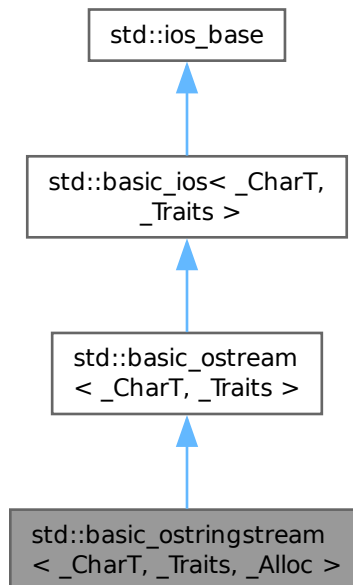 std::ios_base
std::basic_ios< _CharT,
_Traits >
std::basic_ostream
< _CharT, _Traits >
std::basic_ostringstream
< _CharT, _Traits, _Alloc >